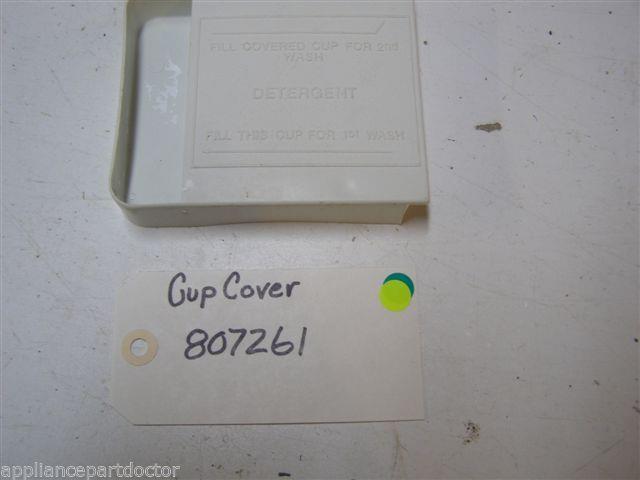 FILL COVERED CUP FOR 2nd
WASH
DETERGENT
FILL THIS CUP FOR 1st WASH
Cup Cover
807261
appliancepartdoctor